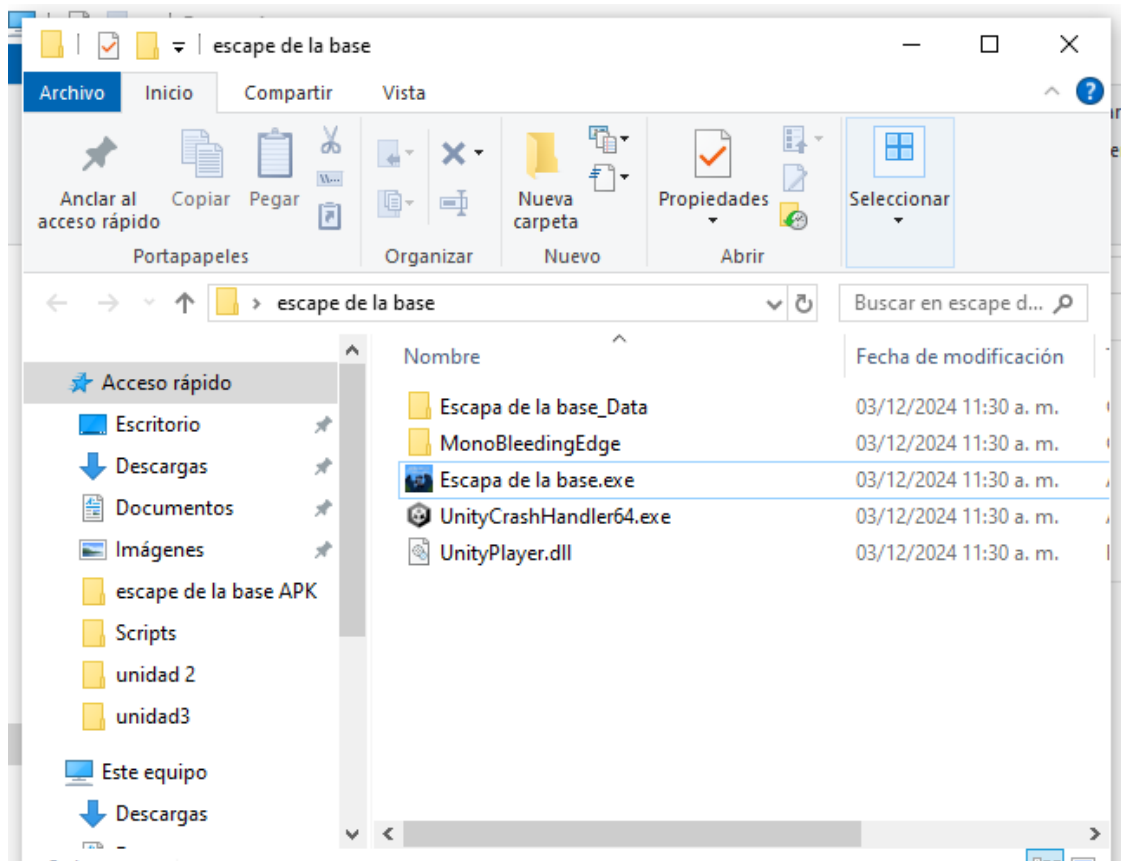 escape de la base
Archivo Inicio Compartir Vista
Anclar al acceso rápido
Copiar
Pegar
Nueva carpeta
Propiedades
Seleccionar
Portapapeles Organizar Nuevo Abrir
escape de la base
Buscar en escape d...
Nombre Fecha de modificación
Acceso rápido
Escritorio
Descargas
Documentos
Imágenes
escape de la base APK
Scripts
unidad 2
unidad3
Este equipo
Descargas
Escapa de la base_Data 03/12/2024 11:30 a. m.
MonoBleedingEdge 03/12/2024 11:30 a. m.
Escapa de la base.exe 03/12/2024 11:30 a. m.
UnityCrashHandler64.exe 03/12/2024 11:30 a. m.
UnityPlayer.dll 03/12/2024 11:30 a. m.